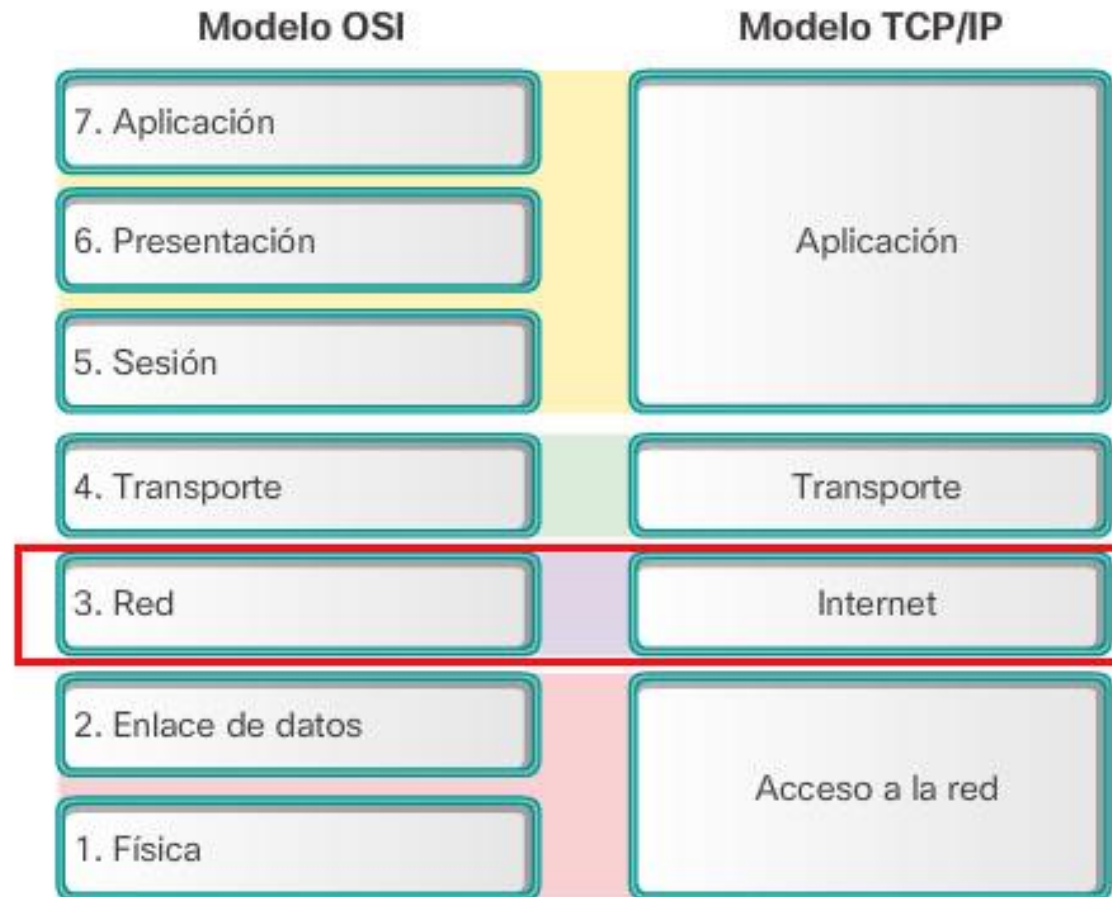 Modelo OSI
Modelo TCP/IP
7. Aplicación
6. Presentación
5. Sesión
Aplicación
4. Transporte
Transporte
3. Red
Internet
2. Enlace de datos
1. Física
Acceso a la red